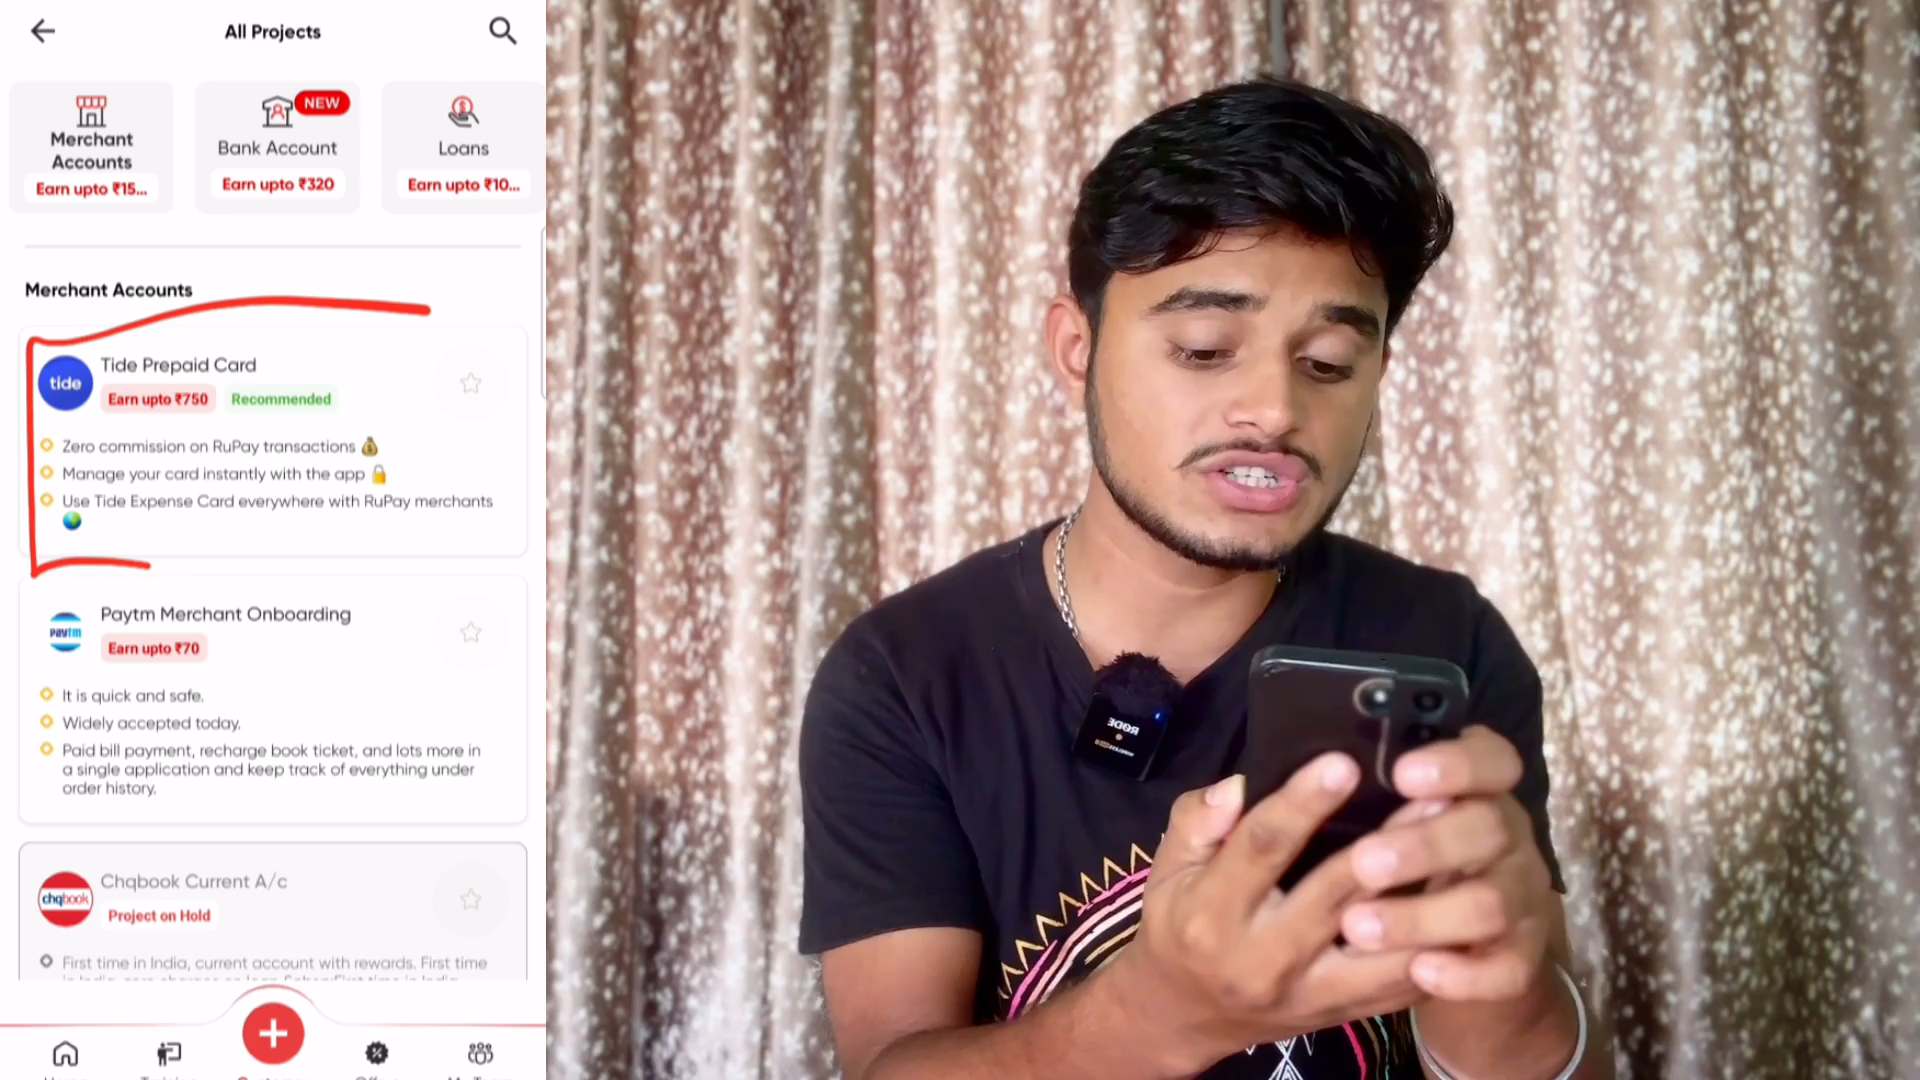 All Projects
Merchant
Accounts
Earn upto ₹15...
NEW
Bank Account
Earn upto ₹320
Loans
Earn upto ₹10...
Merchant Accounts
tide
Tide Prepaid Card
Earn upto ₹750
Recommended
Zero commission on RuPay transactions
Manage your card instantly with the app
Use Tide Expense Card everywhere with RuPay merchants
paytm
Paytm Merchant Onboarding
Earn upto ₹70
It is quick and safe.
Widely accepted today.
Paid bill payment, recharge book ticket, and lots more in
a single application and keep track of everything under
order history.
chqbook
Chqbook Current A/c
Project on Hold
First time in India, current account with rewards. First time
RODE